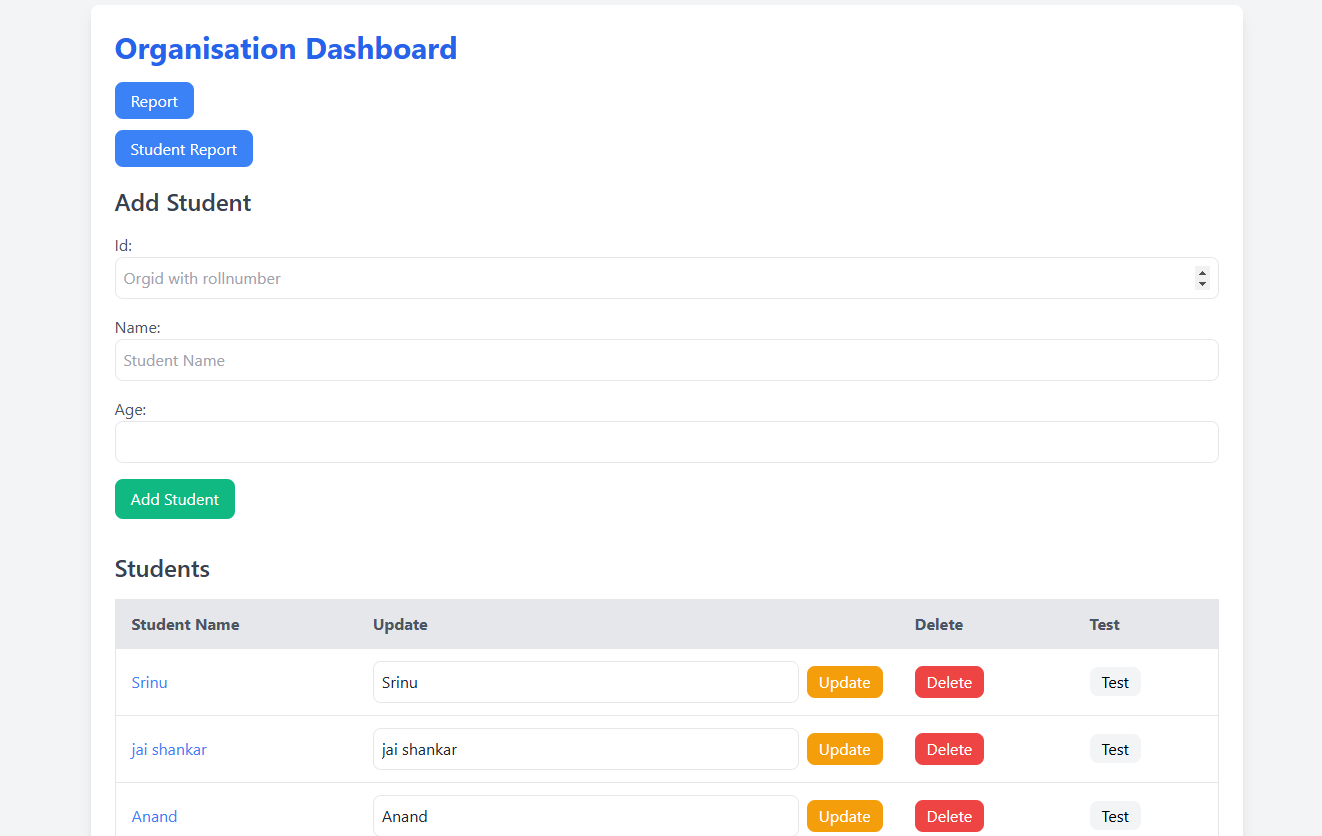 Organisation Dashboard
Report
Student Report
Add Student
Id:
Orgid with rollnumber
Name:
Student Name
Age:
Add Student
Students
Student Name Update Delete Test
Srinu Srinu Update Delete Test
jai shankar jai shankar Update Delete Test
Anand Anand Update Delete Test